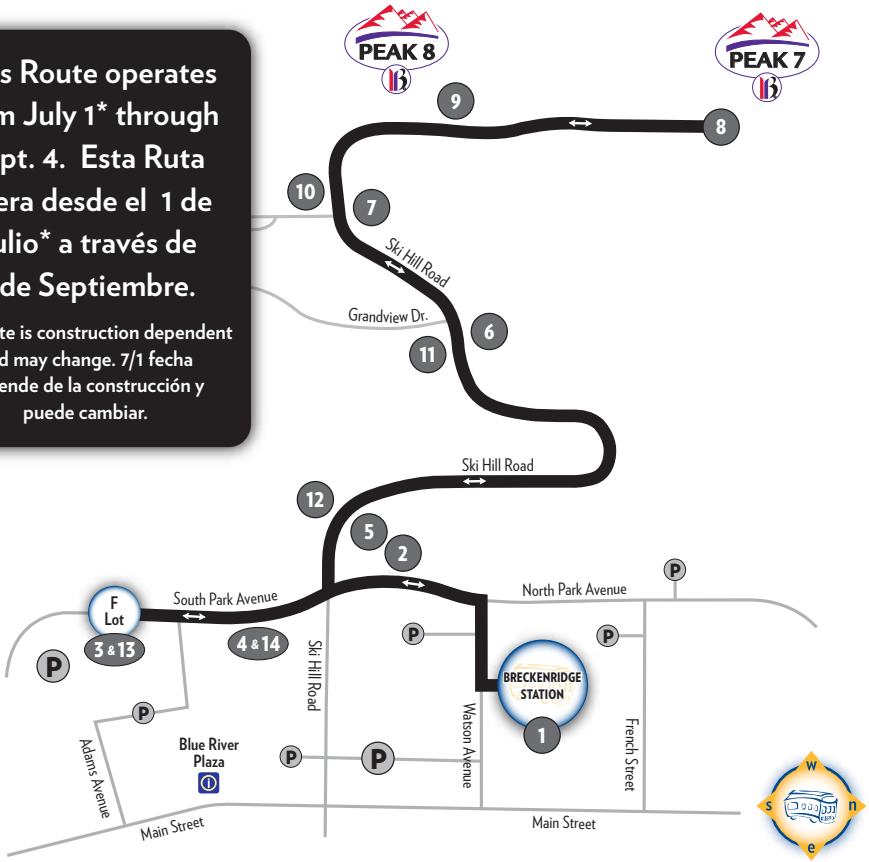 s Route operates
m July 1* through
pt. 4. Esta Ruta
era desde el 1 de
ulio* a través de
de Septiembre.
te is construction dependent
d may change. 7/1 fecha
ende de la construcción y
puede cambiar.
PEAK 8
B
PEAK 7
B
9
8
10
7
Ski Hill Road
Grandview Dr.
6
11
Ski Hill Road
12
5
2
P
North Park Avenue
South Park Avenue
F
Lot
3 & 13
4 & 14
P
P
P
Ski Hill Road
BRECKENRIDGE
STATION
1
P
Adams Avenue
Blue River
Plaza
i
P
P
Watson Avenue
French Street
Main Street
Main Street
w
s
n
e